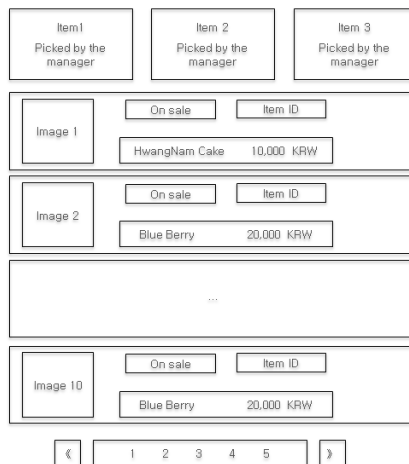 Item1
Picked by the
manager
Item 2
Picked by the
manager
Item 3
Picked by the
manager
Image 1
On sale
Item ID
HwangNam Cake 10,000 KRW
Image 2
On sale
Item ID
Blue Berry 20,000 KRW
...
Image 10
On sale
Item ID
Blue Berry 20,000 KRW
《 1 2 3 4 5 》